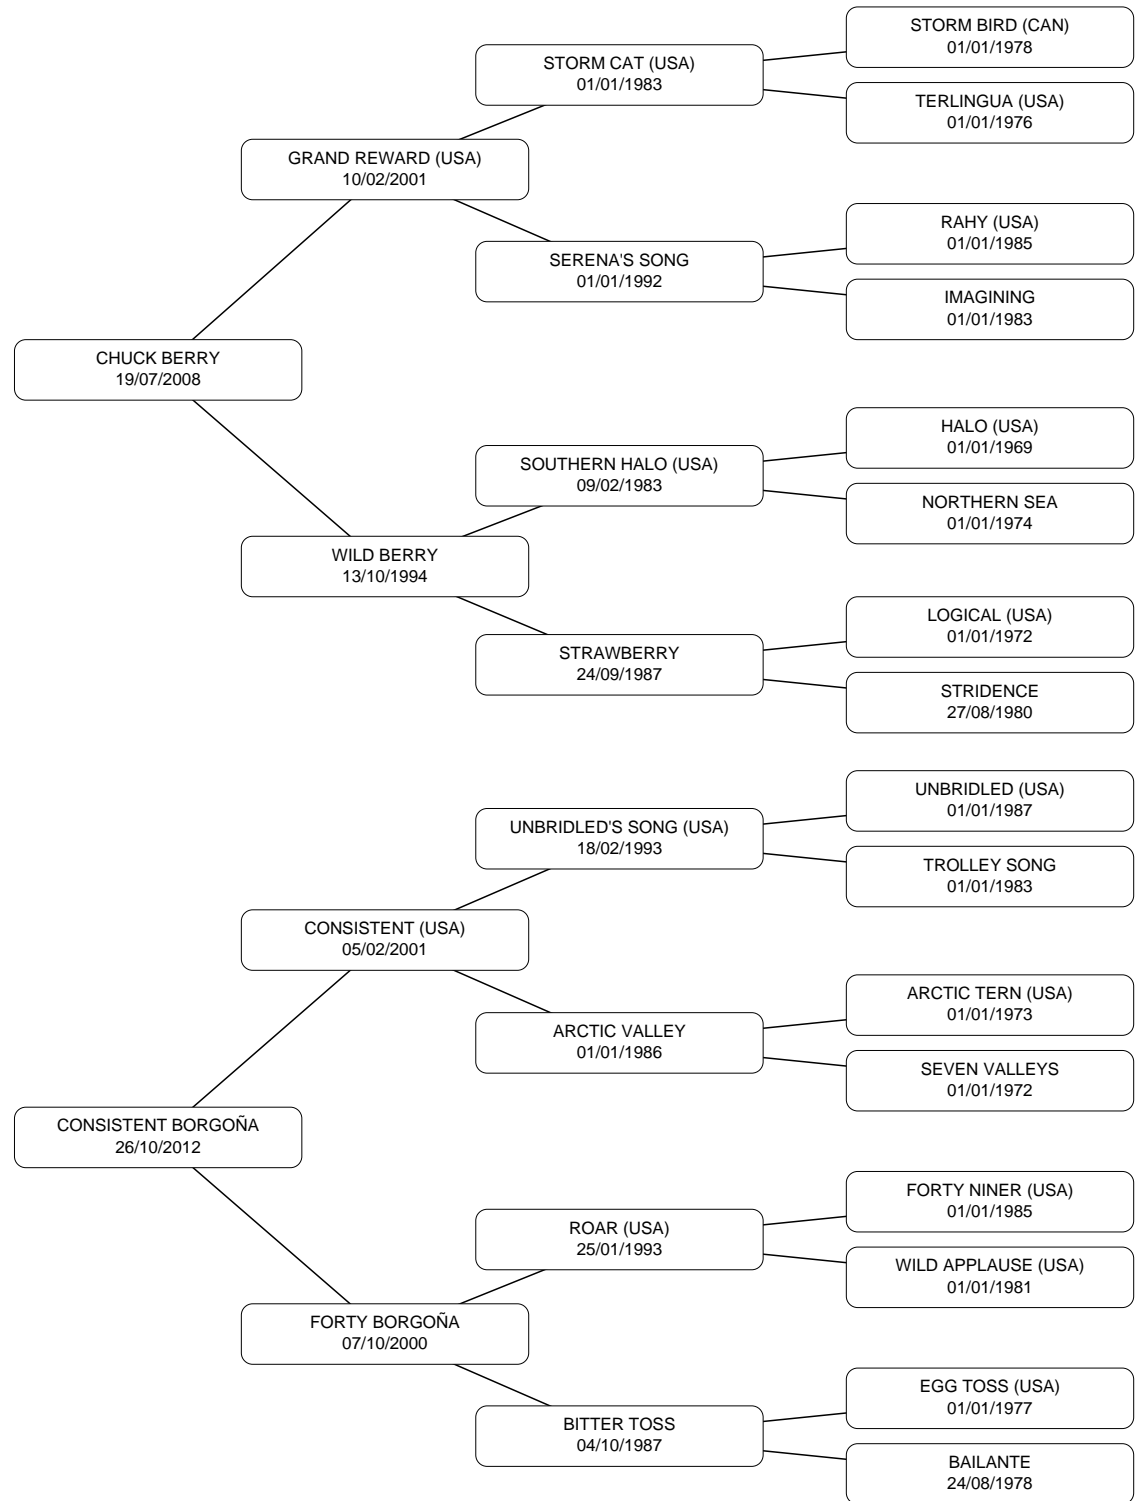 STORM BIRD (CAN)
01/01/1978
STORM CAT (USA)
01/01/1983
TERLINGUA (USA)
01/01/1976
GRAND REWARD (USA)
10/02/2001
RAHY (USA)
01/01/1985
SERENA'S SONG
01/01/1992
IMAGINING
01/01/1983
CHUCK BERRY
19/07/2008
HALO (USA)
01/01/1969
SOUTHERN HALO (USA)
09/02/1983
NORTHERN SEA
01/01/1974
WILD BERRY
13/10/1994
LOGICAL (USA)
01/01/1972
STRAWBERRY
24/09/1987
STRIDENCE
27/08/1980
UNBRIDLED (USA)
01/01/1987
UNBRIDLED'S SONG (USA)
18/02/1993
TROLLEY SONG
01/01/1983
CONSISTENT (USA)
05/02/2001
ARCTIC TERN (USA)
01/01/1973
ARCTIC VALLEY
01/01/1986
SEVEN VALLEYS
01/01/1972
CONSISTENT BORGOÑA
26/10/2012
FORTY NINER (USA)
01/01/1985
ROAR (USA)
25/01/1993
WILD APPLAUSE (USA)
01/01/1981
FORTY BORGOÑA
07/10/2000
EGG TOSS (USA)
01/01/1977
BITTER TOSS
04/10/1987
BAILANTE
24/08/1978